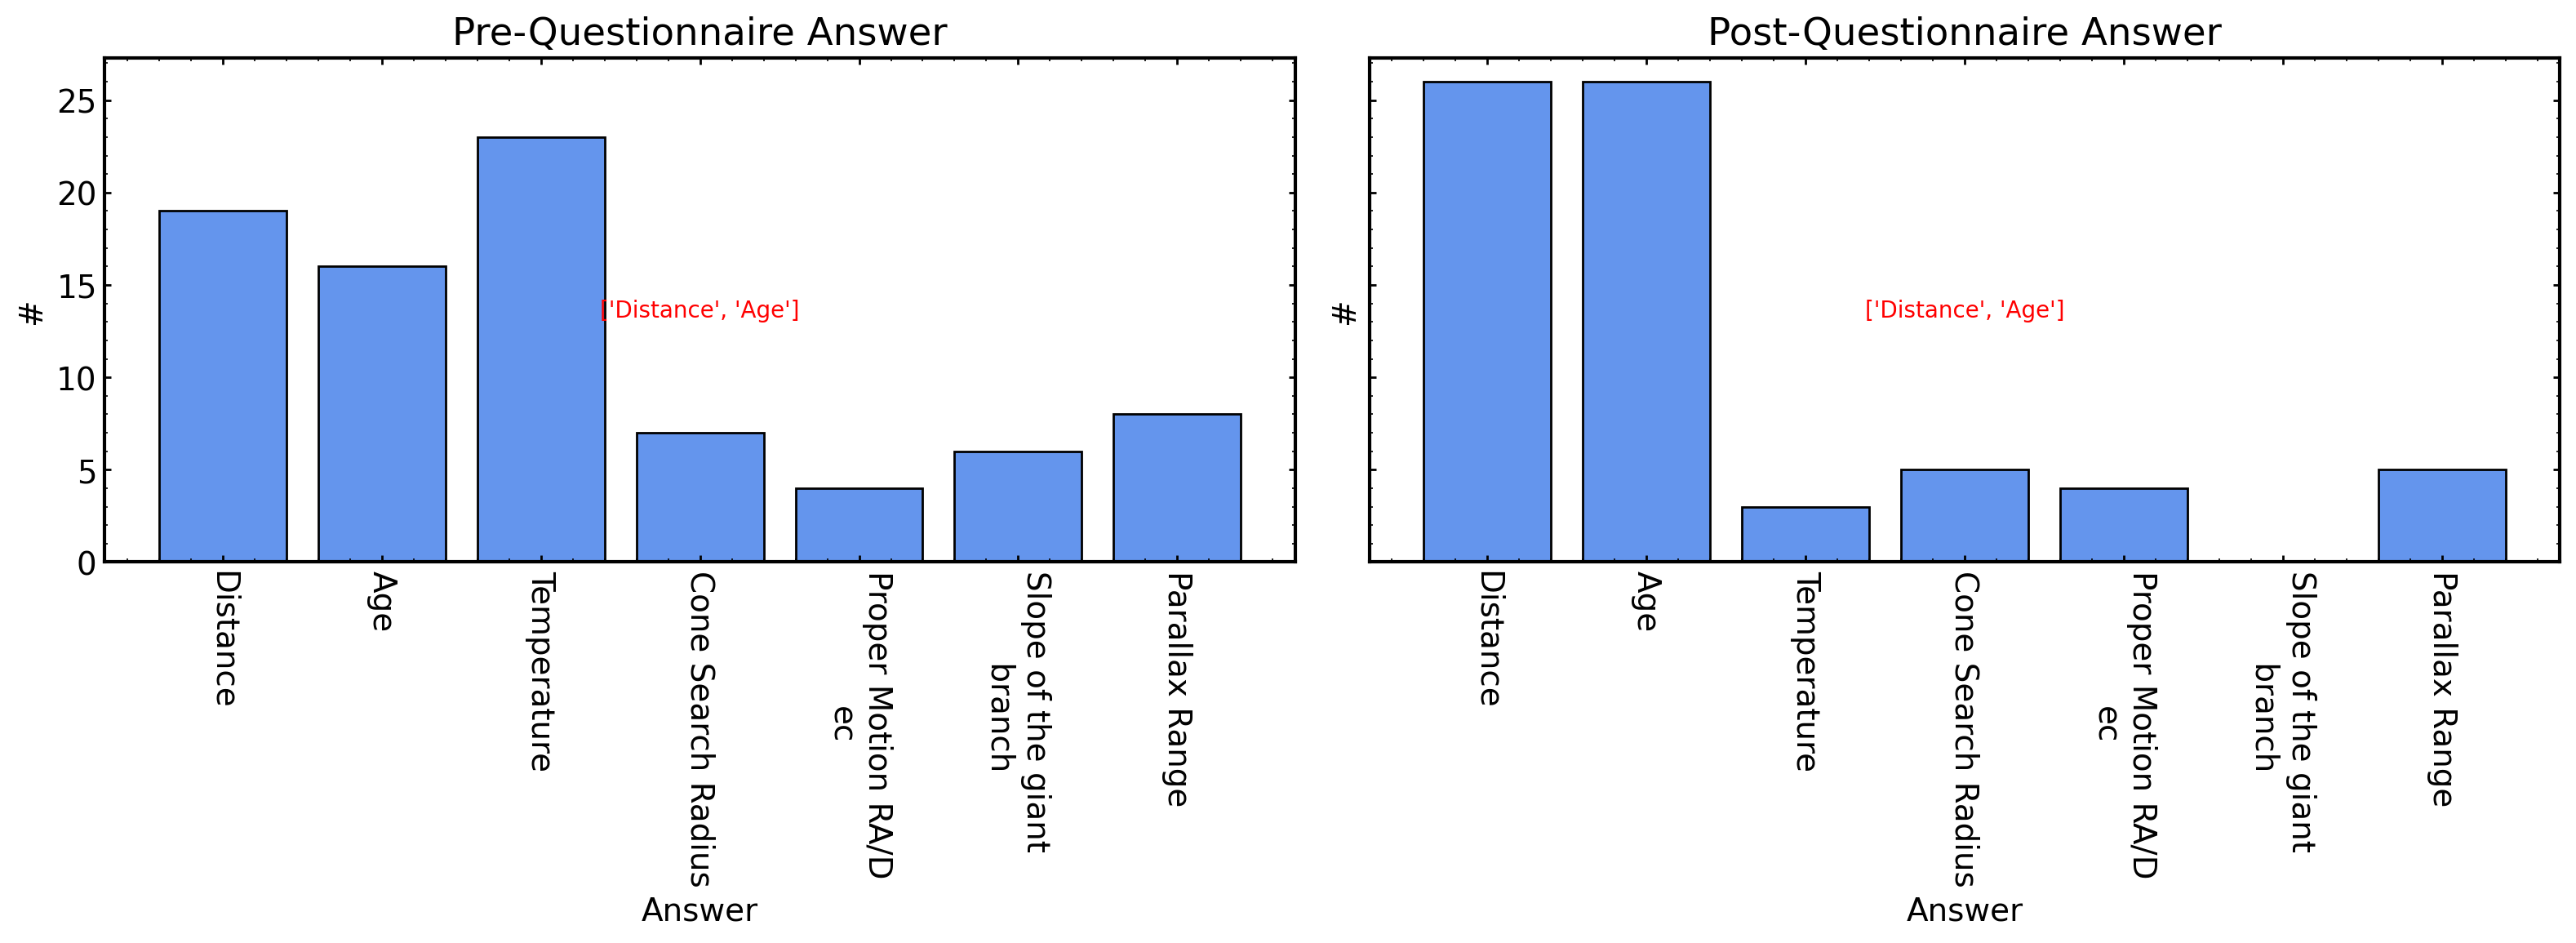 Pre-Questionnaire Answer
25
20
15
10
5
0
#
['Distance', 'Age']
Distance
Age
Temperature
Cone Search Radius
Proper Motion RA/D
ec
Slope of the giant
branch
Parallax Range
Answer
Post-Questionnaire Answer
#
['Distance', 'Age']
Distance
Age
Temperature
Cone Search Radius
Proper Motion RA/D
ec
Slope of the giant
branch
Parallax Range
Answer